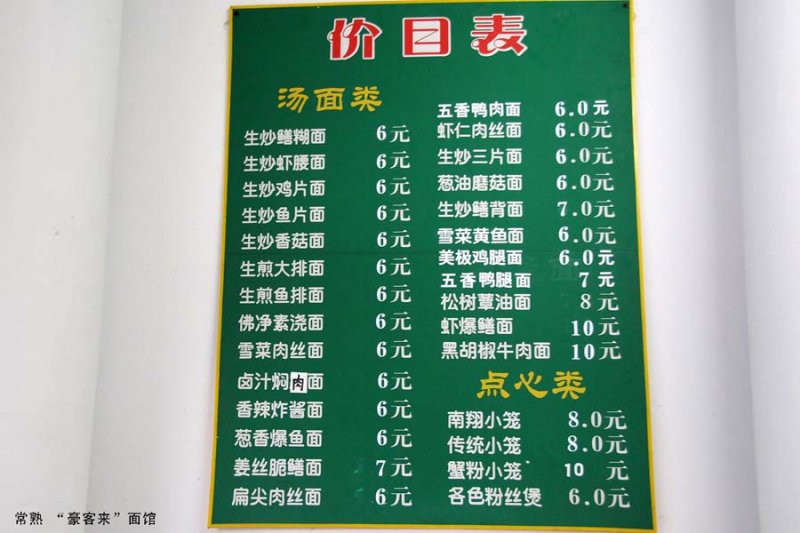 价目表
汤面类
生炒鳝糊面 6元
生炒虾腰面 6元
生炒鸡片面 6元
生炒鱼片面 6元
生炒香菇面 6元
生煎大排面 6元
生煎鱼排面 6元
佛净素浇面 6元
雪菜肉丝面 6元
卤汁焖肉面 6元
香辣炸酱面 6元
葱香爆鱼面 6元
姜丝脆鳝面 7元
扁尖肉丝面 6元
五香鸭肉面 6.0元
虾仁肉丝面 6.0元
生炒三片面 6.0元
葱油磨菇面 6.0元
生炒鳝背面 7.0元
雪菜黄鱼面 6.0元
美极鸡腿面 6.0元
五香鸭腿面 7元
松树蕈油面 8元
虾爆鳝面 10元
黑胡椒牛肉面 10元
点心类
南翔小笼 8.0元
传统小笼 8.0元
蟹粉小笼 10 元
各色粉丝煲 6.0元
常熟 “豪客来”面馆